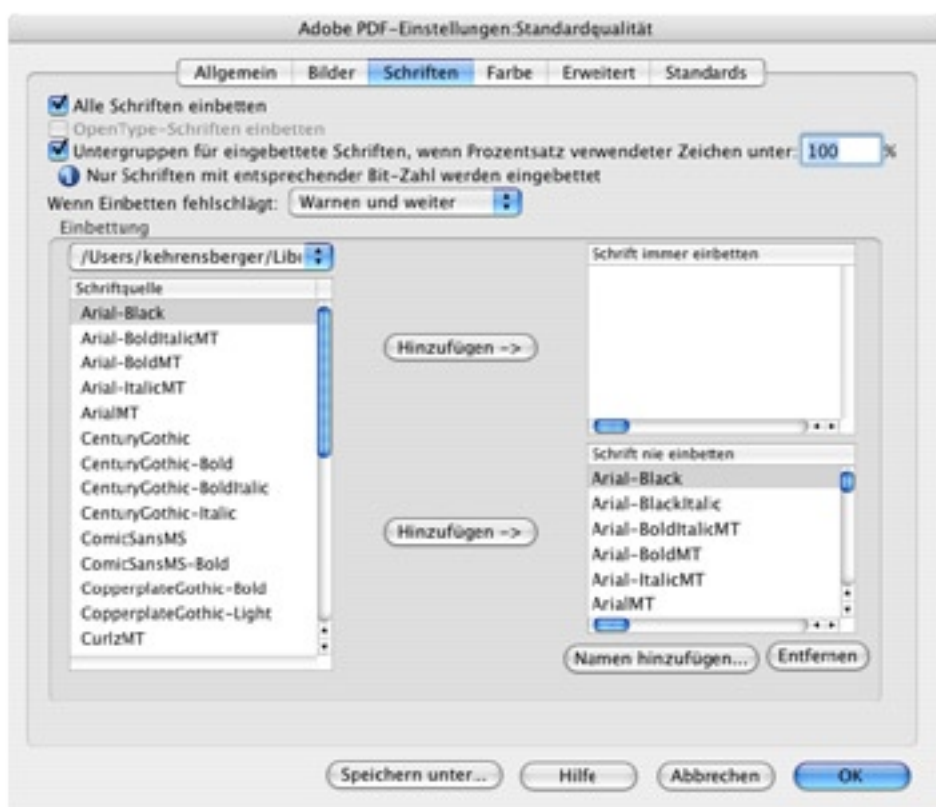 Adobe PDF-Einstellungen:Standardqualität
Allgemein Bilder Schriften Farbe Erweitert Standards
Alle Schriften einbetten
OpenType-Schriften einbetten
Untergruppen für eingebettete Schriften, wenn Prozentsatz verwendeter Zeichen unter: 100 %
Nur Schriften mit entsprechender Bit-Zahl werden eingebettet
Wenn Einbetten fehlschlägt: Warnen und weiter
Einbettung
/Users/kehrensberger/Libr
Schriftquelle
Arial-Black
Arial-BoldItalicMT
Arial-BoldMT
Arial-ItalicMT
ArialMT
CenturyGothic
CenturyGothic-Bold
CenturyGothic-BoldItalic
CenturyGothic-Italic
ComicSansMS
ComicSansMS-Bold
CopperplateGothic-Bold
CopperplateGothic-Light
CurlzMT
Hinzufügen ->
Hinzufügen ->
Schrift immer einbetten
Schrift nie einbetten
Arial-Black
Arial-BlackItalic
Arial-BoldItalicMT
Arial-BoldMT
Arial-ItalicMT
ArialMT
Namen hinzufügen... Entfernen
Speichern unter... Hilfe Abbrechen OK